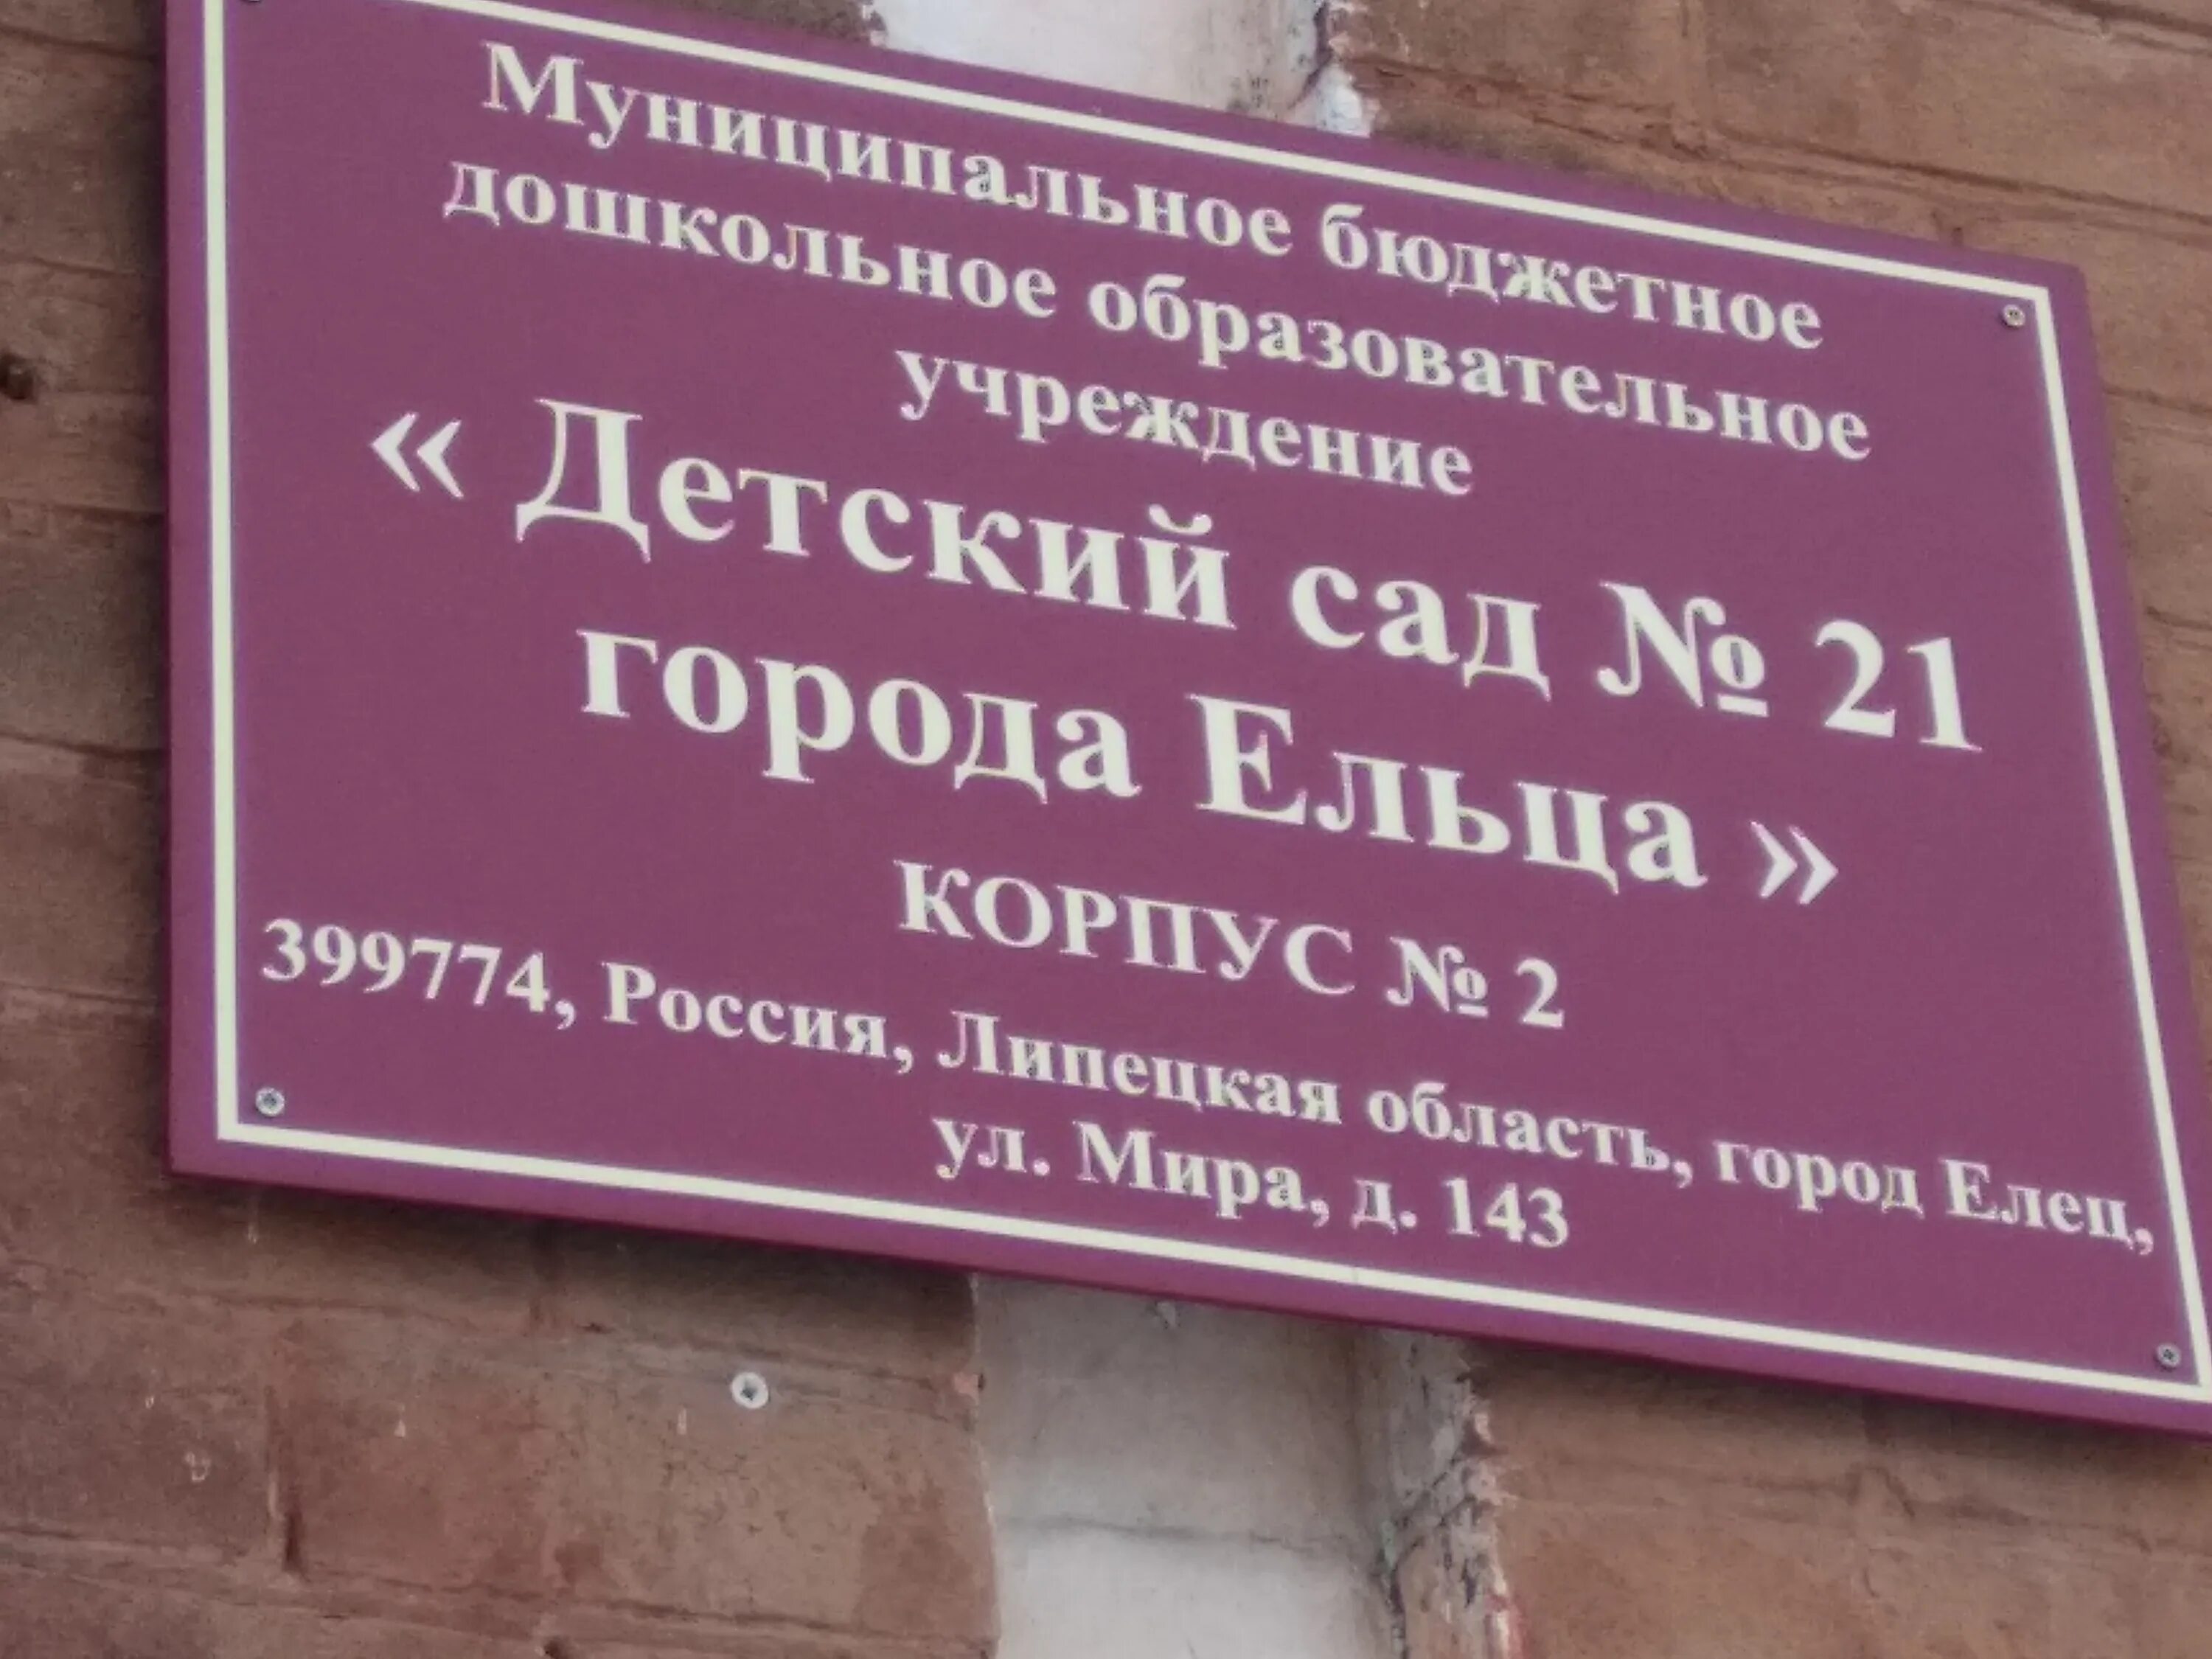 Муниципальное бюджетное
дошкольное образовательное
учреждение
« Детский сад № 21
города Ельца »
КОРПУС № 2
399774, Россия, Липецкая область, город Елец,
ул. Мира, д. 143